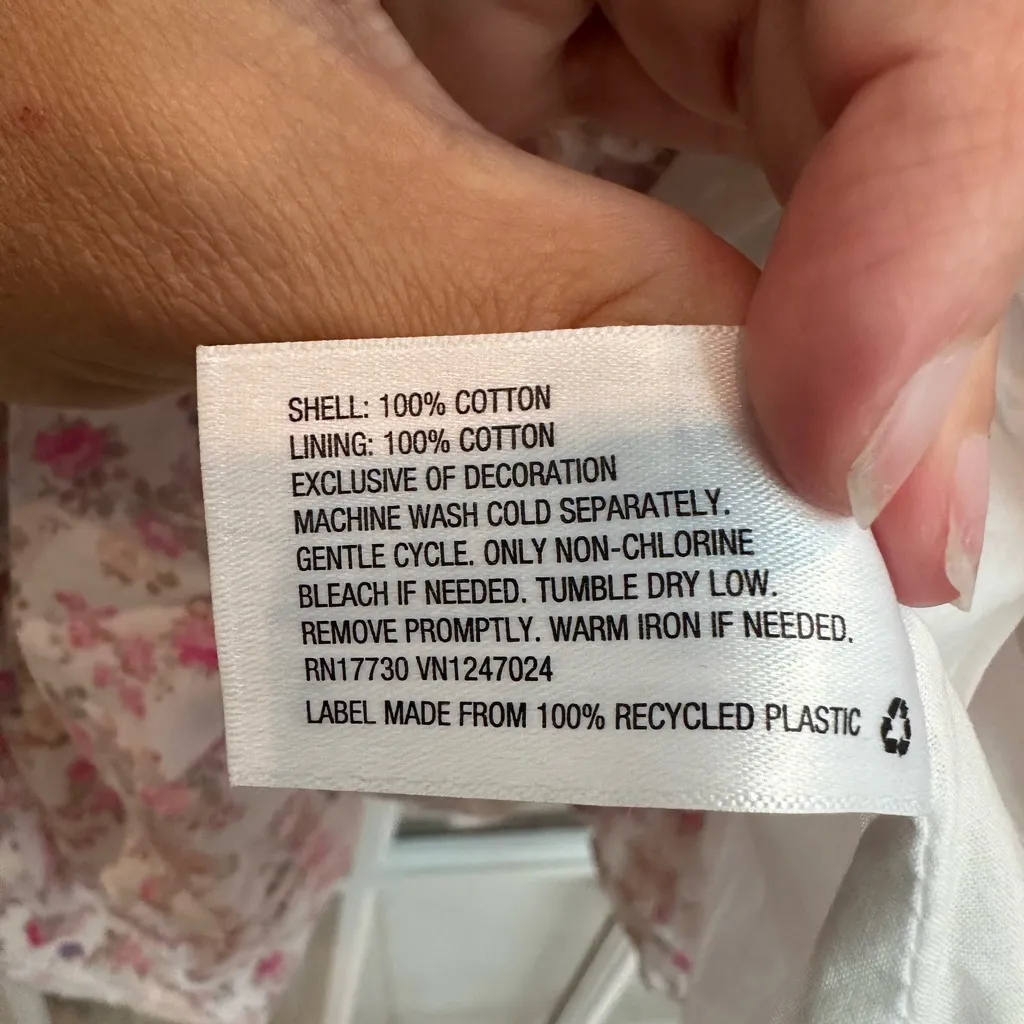 SHELL: 100% COTTON
LINING: 100% COTTON
EXCLUSIVE OF DECORATION
MACHINE WASH COLD SEPARATELY.
GENTLE CYCLE. ONLY NON-CHLORINE
BLEACH IF NEEDED. TUMBLE DRY LOW.
REMOVE PROMPTLY. WARM IRON IF NEEDED.
RN17730 VN1247024
LABEL MADE FROM 100% RECYCLED PLASTIC